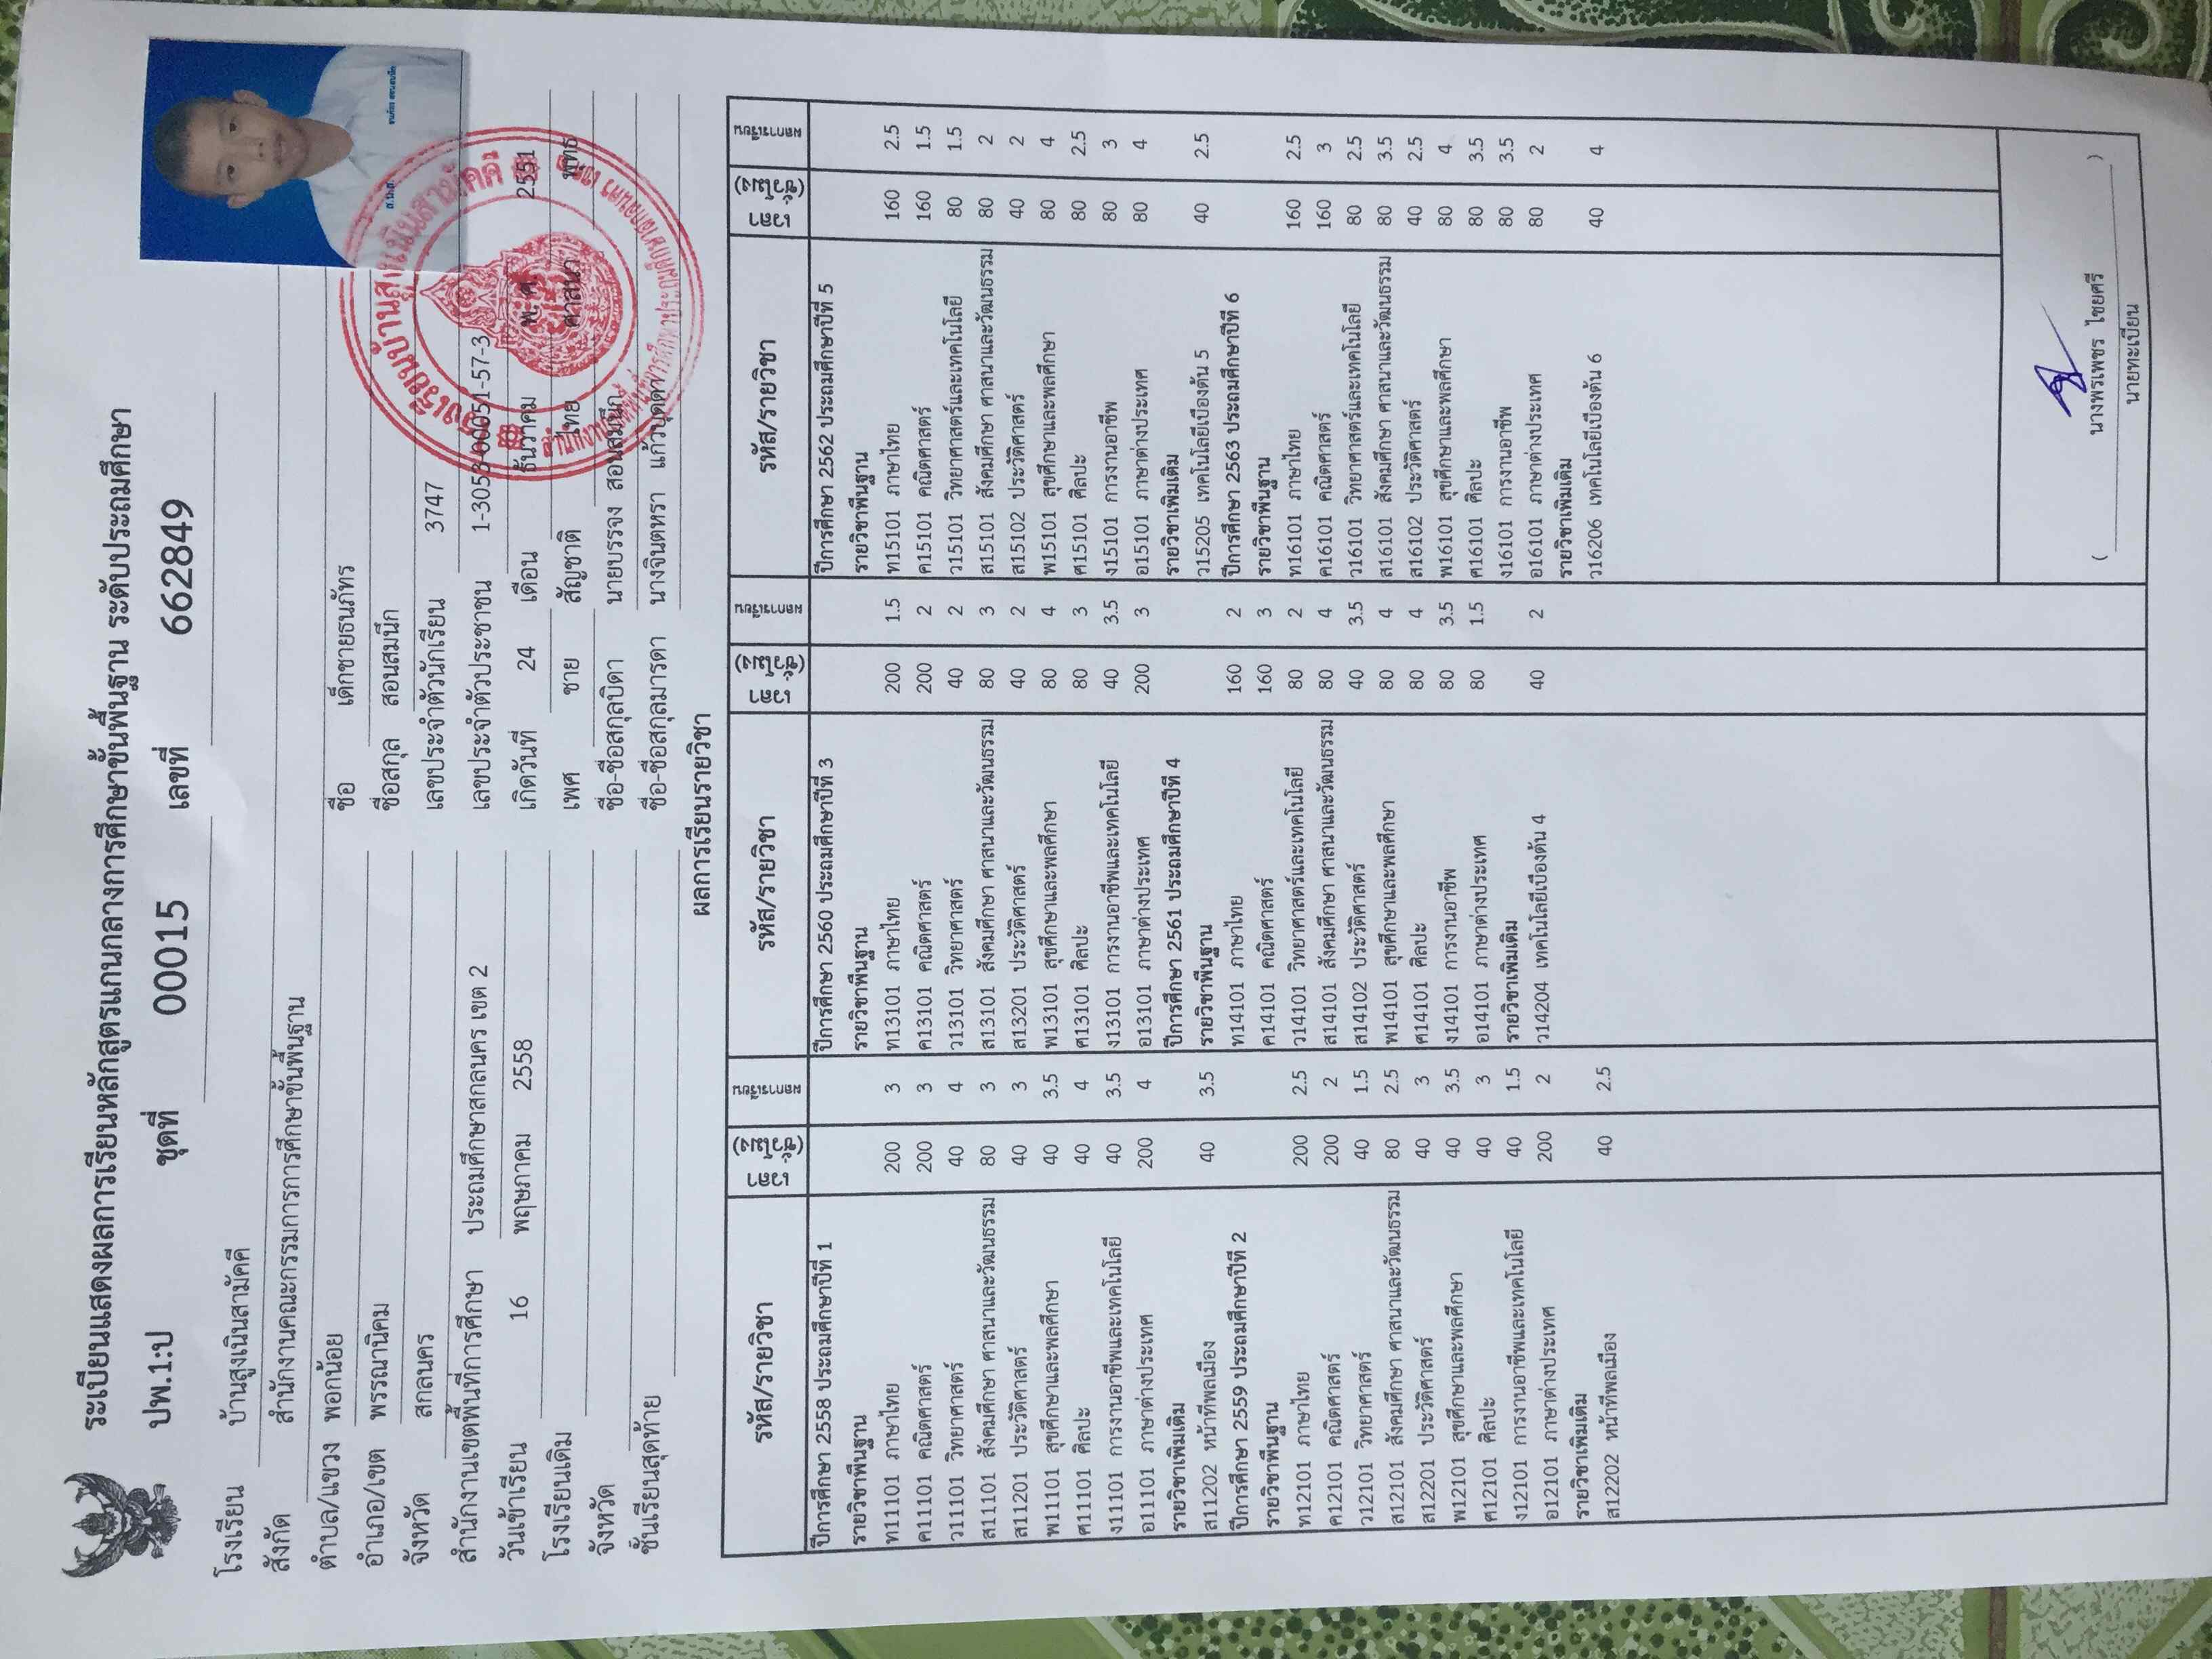 ระเบียนแสดงผลการเรียนหลักสูตรแกนกลางการศึกษาขั้นพื้นฐาน ระดับประถมศึกษา
ปพ.1:ป ชุดที่ 00015 เลขที่ 662849
โรงเรียน บ้านสูงเนินสามัคคี
สังกัด สำนักงานคณะกรรมการการศึกษาขั้นพื้นฐาน
ตำบล/แขวง พอกน้อย
อำเภอ/เขต พรรณานิคม
จังหวัด สกลนคร
สำนักงานเขตพื้นที่การศึกษา ประถมศึกษาสกลนคร เขต 2
วันเข้าเรียน 16 พฤษภาคม 2558
โรงเรียนเดิม
จังหวัด
ชั้นเรียนสุดท้าย
ชื่อ เด็กชายธนภัทร
ชื่อสกุล สอนสมนึก
เลขประจำตัวนักเรียน 3747
เลขประจำตัวประชาชน 1-3053-00051-57-3
เกิดวันที่ 24 เดือน ธันวาคม พ.ศ. 2551
เพศ ชาย สัญชาติ ไทย ศาสนา พุทธ
ชื่อ-ชื่อสกุลบิดา นายบรรจง สอนสมนึก
ชื่อ-ชื่อสกุลมารดา นางจินตหรา แก้วบุดดา
ผลการเรียนรายวิชา
รหัส/รายวิชา เวลา (ชั่วโมง) ผลการเรียน
ปีการศึกษา 2558 ประถมศึกษาปีที่ 1
รายวิชาพื้นฐาน
ท11101 ภาษาไทย 200 3
ค11101 คณิตศาสตร์ 200 3
ว11101 วิทยาศาสตร์ 40 4
ส11101 สังคมศึกษา ศาสนาและวัฒนธรรม 80 3
ส11201 ประวัติศาสตร์ 40 3
พ11101 สุขศึกษาและพลศึกษา 40 3.5
ศ11101 ศิลปะ 40 4
ง11101 การงานอาชีพและเทคโนโลยี 40 3.5
อ11101 ภาษาต่างประเทศ 200 4
รายวิชาเพิ่มเติม
ส11202 หน้าที่พลเมือง 40 3.5
ปีการศึกษา 2559 ประถมศึกษาปีที่ 2
รายวิชาพื้นฐาน
ท12101 ภาษาไทย 200 2.5
ค12101 คณิตศาสตร์ 200 2
ว12101 วิทยาศาสตร์ 40 1.5
ส12101 สังคมศึกษา ศาสนาและวัฒนธรรม 80 2.5
ส12201 ประวัติศาสตร์ 40 3
พ12101 สุขศึกษาและพลศึกษา 40 3.5
ศ12101 ศิลปะ 40 3
ง12101 การงานอาชีพและเทคโนโลยี 40 1.5
อ12101 ภาษาต่างประเทศ 200 2
รายวิชาเพิ่มเติม
ส12202 หน้าที่พลเมือง 40 2.5
รหัส/รายวิชา เวลา (ชั่วโมง) ผลการเรียน
ปีการศึกษา 2560 ประถมศึกษาปีที่ 3
รายวิชาพื้นฐาน
ท13101 ภาษาไทย 200 1.5
ค13101 คณิตศาสตร์ 200 2
ว13101 วิทยาศาสตร์ 40 2
ส13101 สังคมศึกษา ศาสนาและวัฒนธรรม 80 3
ส13201 ประวัติศาสตร์ 40 2
พ13101 สุขศึกษาและพลศึกษา 80 4
ศ13101 ศิลปะ 80 3
ง13101 การงานอาชีพและเทคโนโลยี 40 3.5
อ13101 ภาษาต่างประเทศ 200 3
ปีการศึกษา 2561 ประถมศึกษาปีที่ 4
รายวิชาพื้นฐาน
ท14101 ภาษาไทย 160 2
ค14101 คณิตศาสตร์ 160 3
ว14101 วิทยาศาสตร์และเทคโนโลยี 80 2
ส14101 สังคมศึกษา ศาสนาและวัฒนธรรม 80 4
ส14102 ประวัติศาสตร์ 40 3.5
พ14101 สุขศึกษาและพลศึกษา 80 4
ศ14101 ศิลปะ 80 4
ง14101 การงานอาชีพ 80 3.5
อ14101 ภาษาต่างประเทศ 80 1.5
รายวิชาเพิ่มเติม
ว14204 เทคโนโลยีเบื้องต้น 4 40 2
รหัส/รายวิชา เวลา (ชั่วโมง) ผลการเรียน
ปีการศึกษา 2562 ประถมศึกษาปีที่ 5
รายวิชาพื้นฐาน
ท15101 ภาษาไทย 160 2.5
ค15101 คณิตศาสตร์ 160 1.5
ว15101 วิทยาศาสตร์และเทคโนโลยี 80 1.5
ส15101 สังคมศึกษา ศาสนาและวัฒนธรรม 80 2
ส15102 ประวัติศาสตร์ 40 2
พ15101 สุขศึกษาและพลศึกษา 80 4
ศ15101 ศิลปะ 80 2.5
ง15101 การงานอาชีพ 80 3
อ15101 ภาษาต่างประเทศ 80 4
รายวิชาเพิ่มเติม
ว15205 เทคโนโลยีเบื้องต้น 5 40 2.5
ปีการศึกษา 2563 ประถมศึกษาปีที่ 6
รายวิชาพื้นฐาน
ท16101 ภาษาไทย 160 2.5
ค16101 คณิตศาสตร์ 160 3
ว16101 วิทยาศาสตร์และเทคโนโลยี 80 2.5
ส16101 สังคมศึกษา ศาสนาและวัฒนธรรม 80 3.5
ส16102 ประวัติศาสตร์ 40 2.5
พ16101 สุขศึกษาและพลศึกษา 80 4
ศ16101 ศิลปะ 80 3.5
ง16101 การงานอาชีพ 80 3.5
อ16101 ภาษาต่างประเทศ 80 2
รายวิชาเพิ่มเติม
ว16206 เทคโนโลยีเบื้องต้น 6 40 4
( นางพรเพชร ไชยศรี )
นายทะเบียน